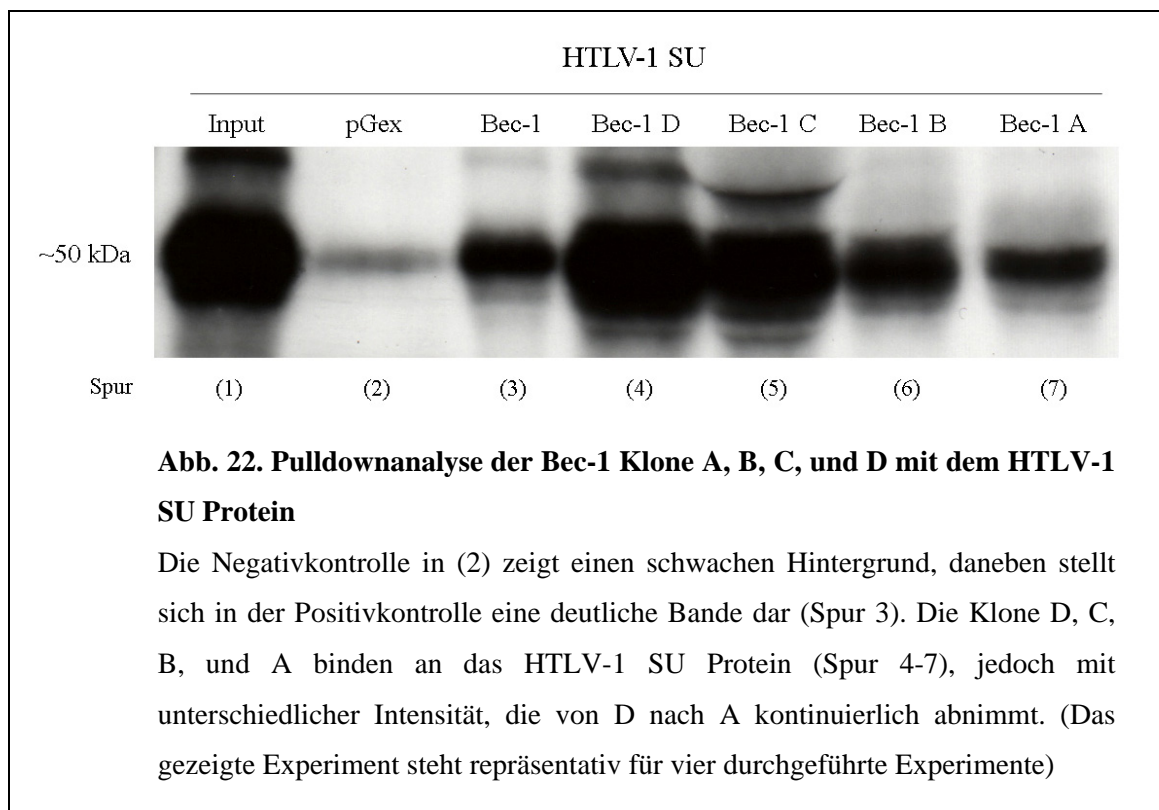 HTLV-1 SU
Input pGex Bec-1 Bec-1 D Bec-1 C Bec-1 B Bec-1 A
~50 kDa
Spur (1) (2) (3) (4) (5) (6) (7)
Abb. 22. Pulldownanalyse der Bec-1 Klone A, B, C, und D mit dem HTLV-1
SU Protein
Die Negativkontrolle in (2) zeigt einen schwachen Hintergrund, daneben stellt
sich in der Positivkontrolle eine deutliche Bande dar (Spur 3). Die Klone D, C,
B, und A binden an das HTLV-1 SU Protein (Spur 4-7), jedoch mit
unterschiedlicher Intensität, die von D nach A kontinuierlich abnimmt. (Das
gezeigte Experiment steht repräsentativ für vier durchgeführte Experimente)